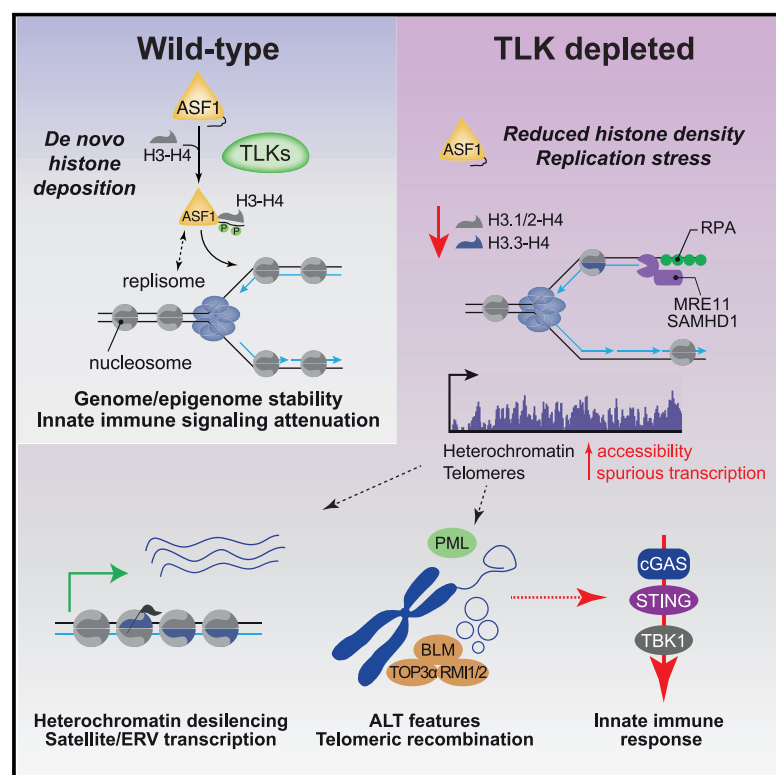 Wild-type
ASF1
De novo
histone
deposition
H3-H4
TLKs
H3-H4
ASF1
P P
replisome
nucleosome
Genome/epigenome stability
Innate immune signaling attenuation
TLK depleted
ASF1
Reduced histone density
Replication stress
H3.1/2-H4
H3.3-H4
RPA
MRE11
SAMHD1
Heterochromatin
Telomeres
accessibility
spurious transcription
Heterochromatin desilencing
Satellite/ERV transcription
PML
BLM
TOP3α RMI1/2
ALT features
Telomeric recombination
cGAS
STING
TBK1
Innate immune
response